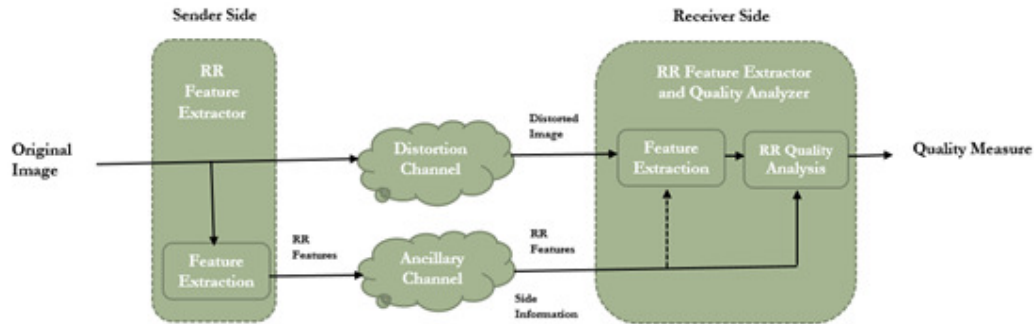 Sender Side
Receiver Side
RR
Feature
Extractor
RR Feature Extractor
and Quality Analyzer
Original
Image
Distortion
Channel
Distorted
Image
Feature
Extraction
RR Quality
Analysis
Quality Measure
Feature
Extraction
RR
Features
Ancillary
Channel
RR
Features
Side
Information